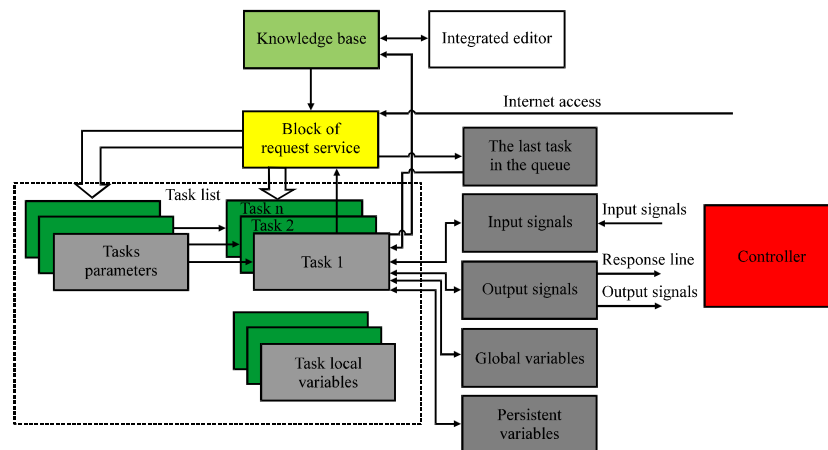 Knowledge base
Integrated editor
Internet access
Block of
request service
The last task
in the queue
Task list
Task n
Task 2
Task 1
Tasks
parameters
Input signals
Input signals
Controller
Response line
Output signals
Output signals
Global variables
Task local
variables
Persistent
variables